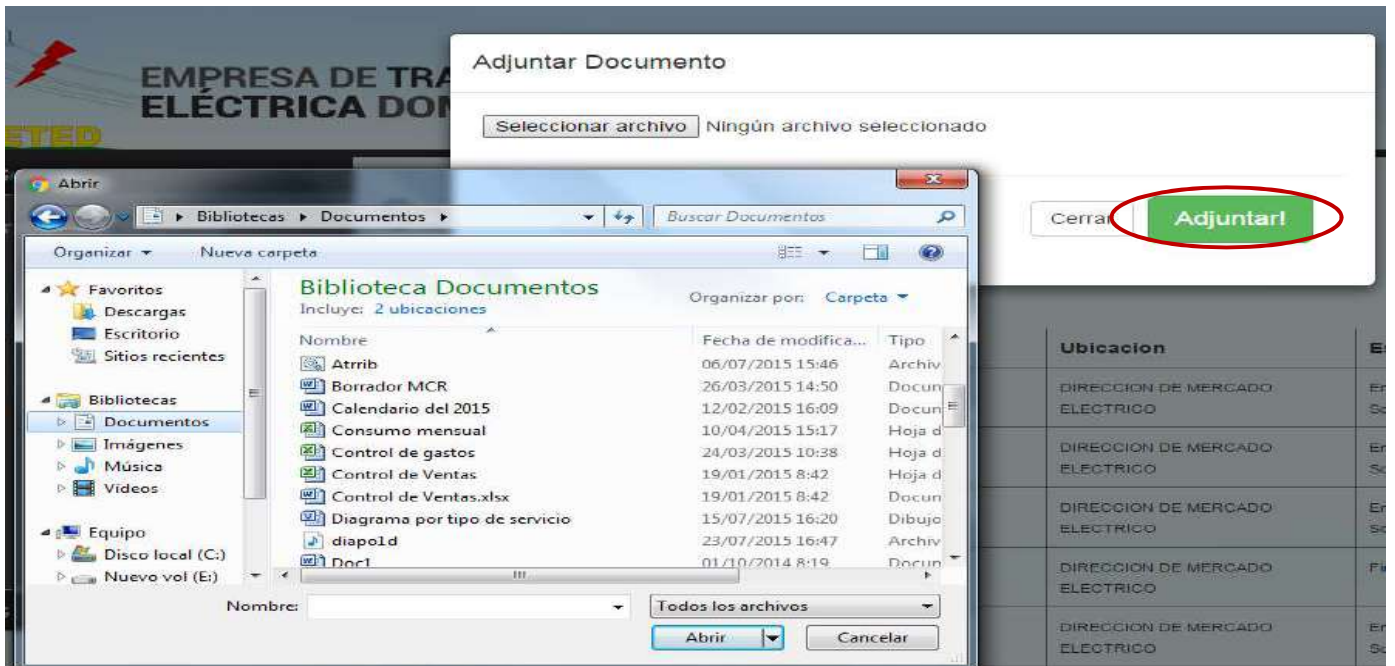 EMPRESA DE TRA
ELÉCTRICA DOM
ETED
Adjuntar Documento
Seleccionar archivo Ningún archivo seleccionado
Cerrar Adjuntar!
Abrir
Bibliotecas Documentos
Buscar Documentos
Organizar Nueva carpeta
Favoritos
Descargas
Escritorio
Sitios recientes
Bibliotecas
Documentos
Imágenes
Música
Vídeos
Equipo
Disco local (C:)
Nuevo vol (E:)
Biblioteca Documentos
Incluye: 2 ubicaciones
Organizar por: Carpeta
Nombre Fecha de modifica... Tipo
Atrrib 06/07/2015 15:46 Archiv
Borrador MCR 26/03/2015 14:50 Docun
Calendario del 2015 12/02/2015 16:09 Docun
Consumo mensual 10/04/2015 15:17 Hoja d
Control de gastos 24/03/2015 10:38 Hoja d
Control de Ventas 19/01/2015 8:42 Hoja d
Control de Ventas.xlsx 19/01/2015 8:42 Docun
Diagrama por tipo de servicio 15/07/2015 16:20 Dibujo
diapo1d 23/07/2015 16:47 Archiv
Doc1 01/10/2014 8:19 Docun
Nombre: Todos los archivos
Abrir Cancelar
Ubicacion
DIRECCION DE MERCADO
ELECTRICO
DIRECCION DE MERCADO
ELECTRICO
DIRECCION DE MERCADO
ELECTRICO
DIRECCION DE MERCADO
ELECTRICO
DIRECCION DE MERCADO
ELECTRICO